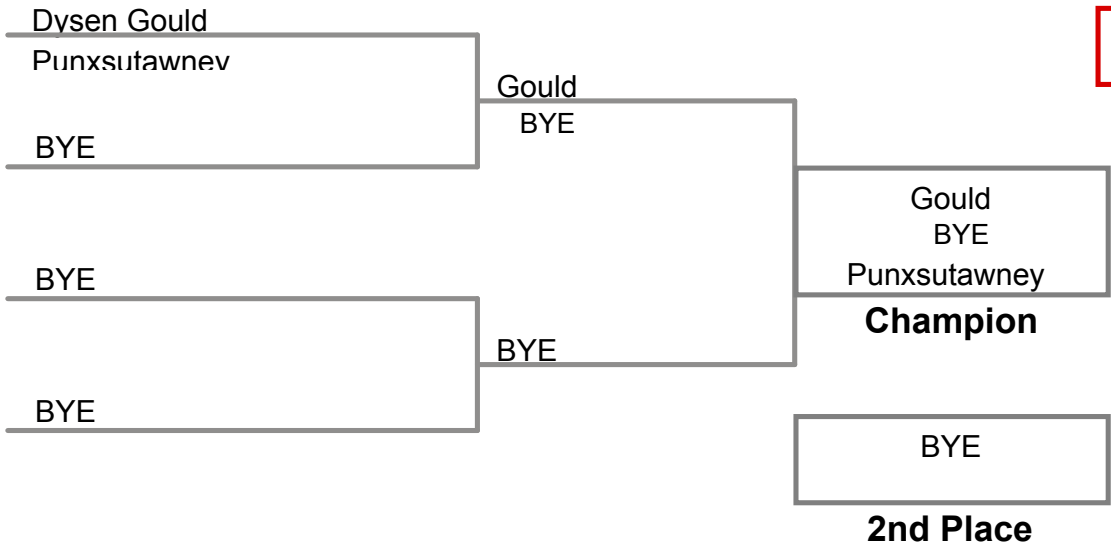 Dysen Gould
Punxsutawney
BYE
Gould
BYE
BYE
BYE
BYE
Gould
BYE
Punxsutawney
Champion
BYE
2nd Place